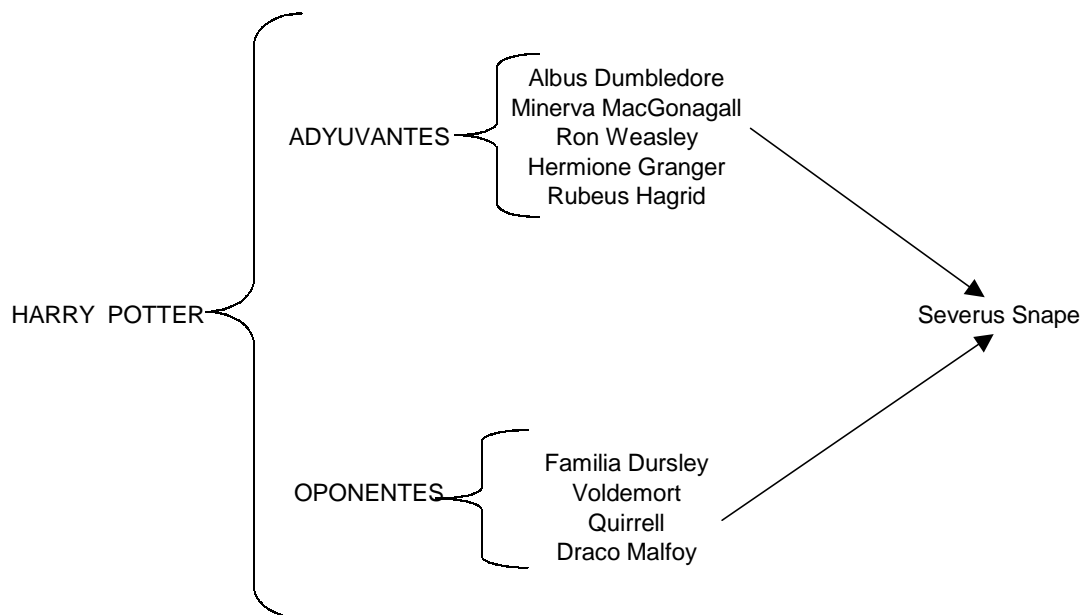 HARRY POTTER
ADYUVANTES
Albus Dumbledore
Minerva MacGonagall
Ron Weasley
Hermione Granger
Rubeus Hagrid
OPONENTES
Familia Dursley
Voldemort
Quirrell
Draco Malfoy
Severus Snape